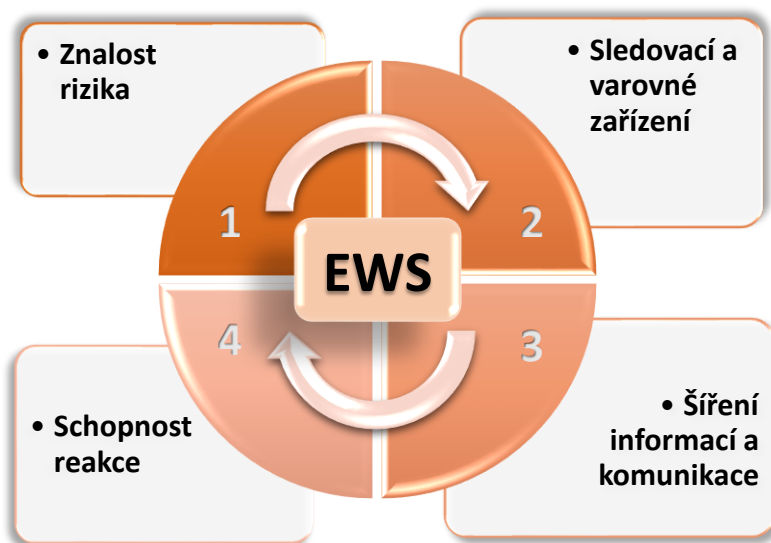 • Znalost
rizika
• Sledovací a
varovné
zařízení
1
2
EWS
4
3
• Schopnost
reakce
• Šíření
informací a
komunikace